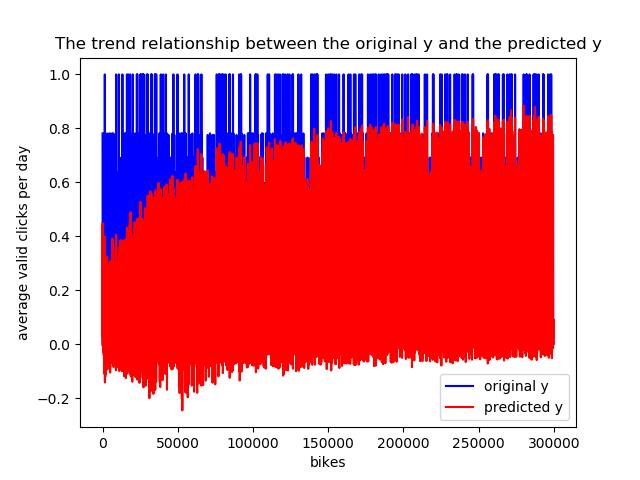 The trend relationship between the original y and the predicted y
1.0
0.8
0.6
0.4
0.2
0.0
−0.2
average valid clicks per day
original y
predicted y
0 50000 100000 150000 200000 250000 300000
bikes